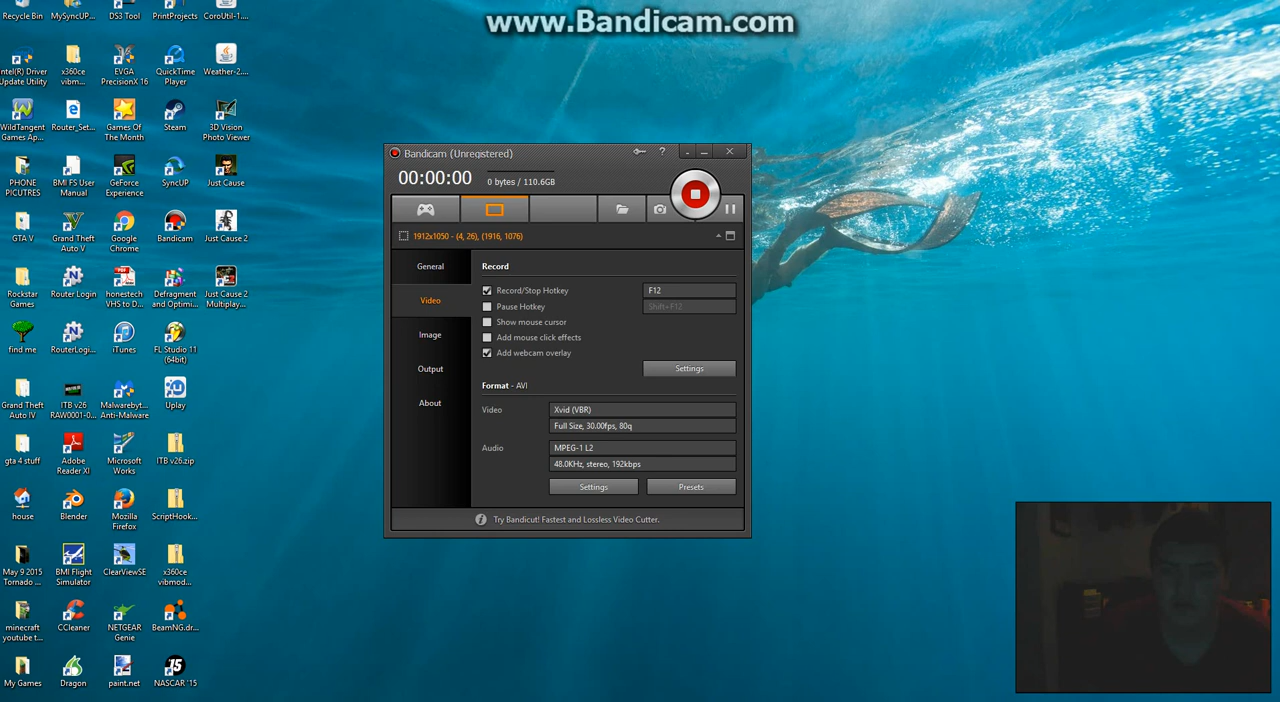 www.Bandicam.com
Recycle Bin
MySyncUP...
DS3 Tool
PrintProjects
CoroUtil-1....
Intel(R) Driver
Update Utility
x360ce
vibm...
EVGA
PrecisionX 16
QuickTime
Player
Weather-2....
WildTangent
Games Ap...
Router_Set...
Games Of
The Month
Steam
3D Vision
Photo Viewer
PHONE
PICUTRES
BMI FS User
Manual
GeForce
Experience
SyncUP
Just Cause
GTA V
Grand Theft
Auto V
Google
Chrome
Bandicam
Just Cause 2
Rockstar
Games
Router Login
honestech
VHS to D...
Defragment
and Optimi...
Just Cause 2
Multiplay...
find me
RouterLogi...
iTunes
FL Studio 11
(64bit)
Grand Theft
Auto IV
ITB v26
RAW0001-0...
Malwarebyt...
Anti-Malware
Uplay
gta 4 stuff
Adobe
Reader XI
Microsoft
Works
ITB v26.zip
house
Blender
Mozilla
Firefox
ScriptHook...
May 9 2015
Tornado ...
BMI Flight
Simulator
ClearViewSE
x360ce
vibmod...
minecraft
youtube t...
CCleaner
NETGEAR
Genie
BeamNG.dr...
My Games
Dragon
paint.net
NASCAR '15
Bandicam (Unregistered)
?
00:00:00
0 bytes / 110.6GB
1912x1050 - (4, 26), (1916, 1076)
General
Video
Image
Output
About
Record
Record/Stop Hotkey
F12
Pause Hotkey
Shift+F12
Show mouse cursor
Add mouse click effects
Add webcam overlay
Settings
Format - AVI
Video
Xvid (VBR)
Full Size, 30.00fps, 80q
Audio
MPEG-1 L2
48.0KHz, stereo, 192kbps
Settings
Presets
Try Bandicut! Fastest and Lossless Video Cutter.